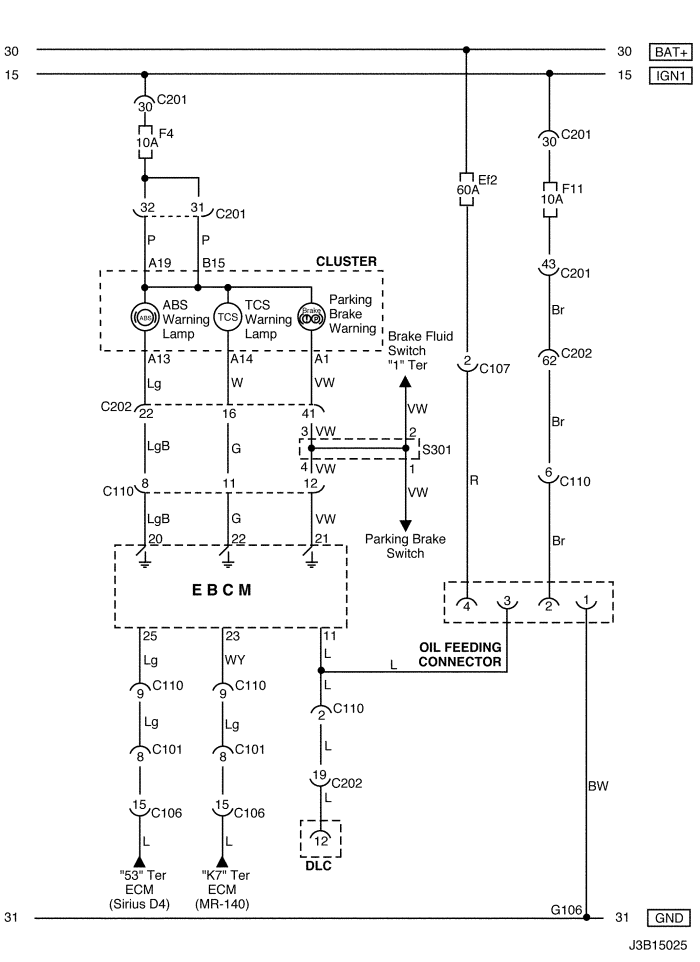 30
30 BAT+
15
15 IGN1
C201
30
F4
10A
C201
30
Ef2
60A
F11
10A
32 31 C201
P P
A19 B15
CLUSTER
43
C201
Br
ABS
ABS
Warning
Lamp
TCS
TCS
Warning
Lamp
Brake
P
Parking
Brake
Warning
Brake Fluid
Switch
"1" Ter
A13 A14 A1
Lg W VW
2
C107
C202
62
C202
22 16 41
VW
Br
3 VW 2
LgB G
S301
4 VW 1
C110
8 11 12
VW
R
6
C110
LgB G VW
Parking Brake
Switch
Br
20 22 21
EBCM
4 3 2 1
25 23 11
OIL FEEDING
CONNECTOR
Lg WY L
L
L
C110
9
C110
9
C110
2
Lg Lg L
C101
8
C101
8
19
C202
BW
15
C106
15
C106
L
L L
12
DLC
"53" Ter
ECM
(Sirius D4)
"K7" Ter
ECM
(MR-140)
G106
31
31 GND
J3B15025